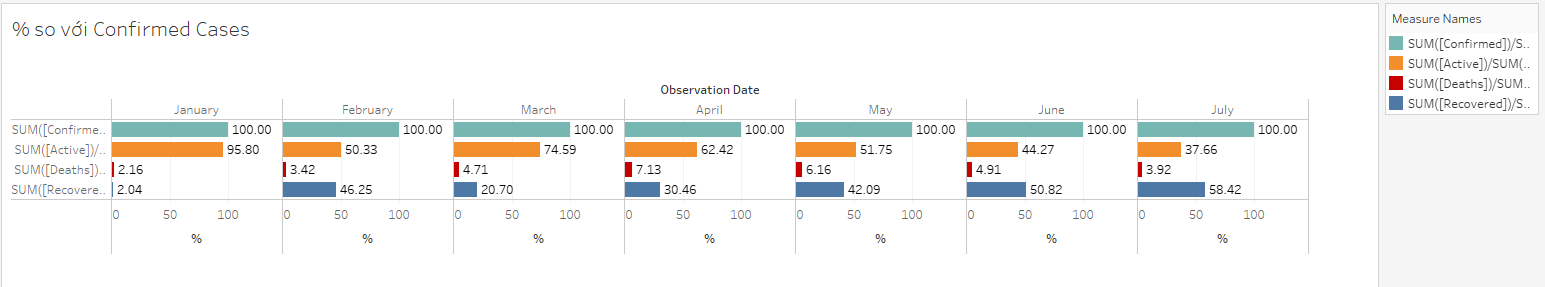 % so với Confirmed Cases
Measure Names
SUM([Confirmed])/S..
SUM([Active])/SUM(..
SUM([Deaths])/SUM..
SUM([Recovered])/S..
Observation Date
January February March April May June July
SUM([Confirme.. 100.00 100.00 100.00 100.00 100.00 100.00 100.00
SUM([Active])/.. 95.80 50.33 74.59 62.42 51.75 44.27 37.66
SUM([Deaths]).. 2.16 3.42 4.71 7.13 6.16 4.91 3.92
SUM([Recovere.. 2.04 46.25 20.70 30.46 42.09 50.82 58.42
0 50 100 0 50 100 0 50 100 0 50 100 0 50 100 0 50 100 0 50 100
% % % % % % %